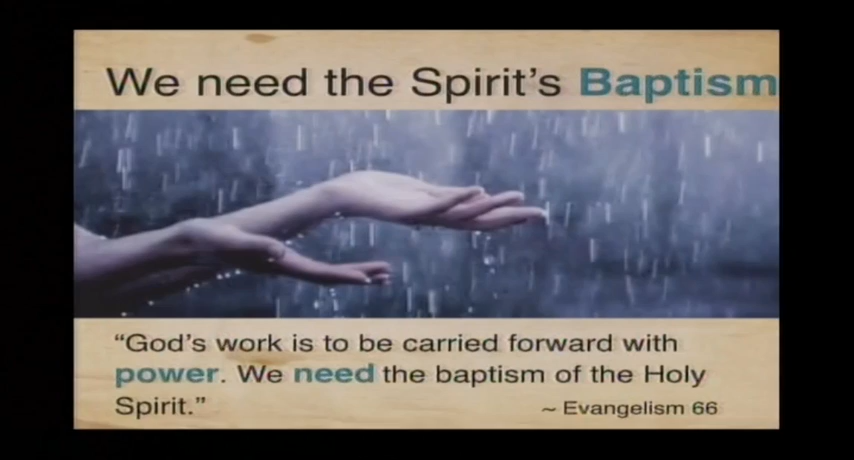 We need the Spirit's Baptism
“God's work is to be carried forward with
power. We need the baptism of the Holy
Spirit.”
~ Evangelism 66